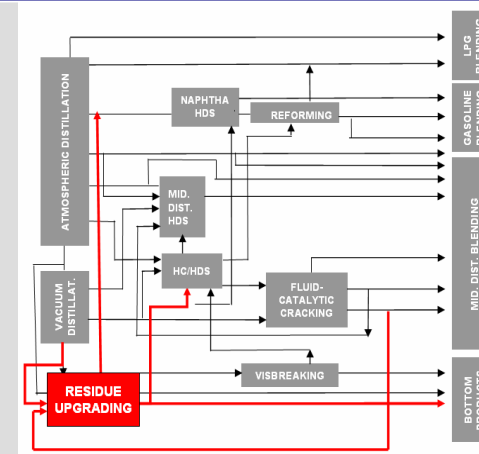 ATMOSPHERIC DISTILLATION
NAPHTHA
HDS
REFORMING
LPG
GASOLINE
MID.
DIST.
HDS
HC/HDS
MID. DIST. BLENDING
VACUUM
DISTILLAT.
FLUID-
CATALYTIC
CRACKING
VISBREAKING
RESIDUE
UPGRADING
BOTTOM